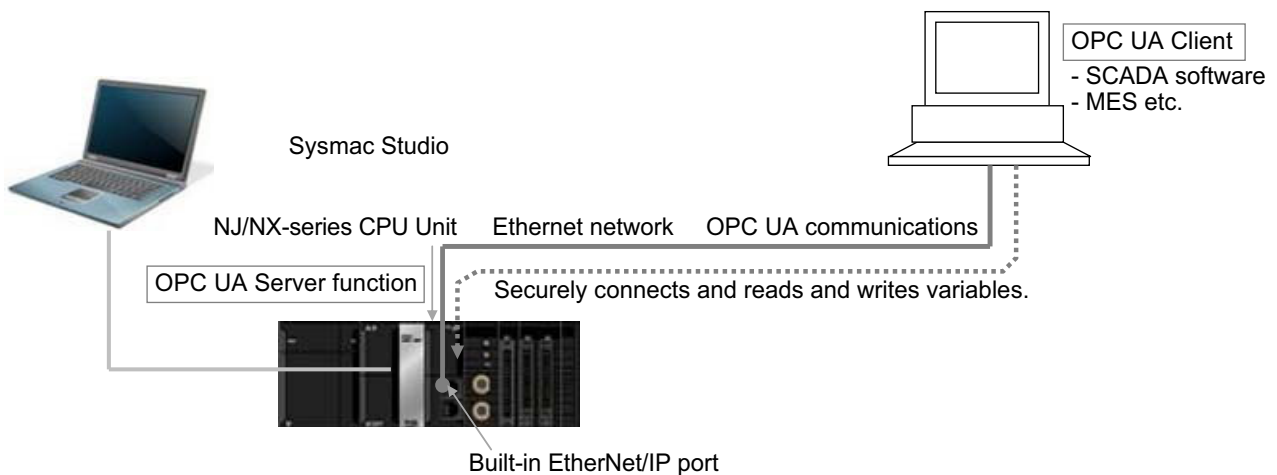 OPC UA Client
- SCADA software
- MES etc.
Sysmac Studio
NJ/NX-series CPU Unit
Ethernet network
OPC UA communications
OPC UA Server function
Securely connects and reads and writes variables.
Built-in EtherNet/IP port